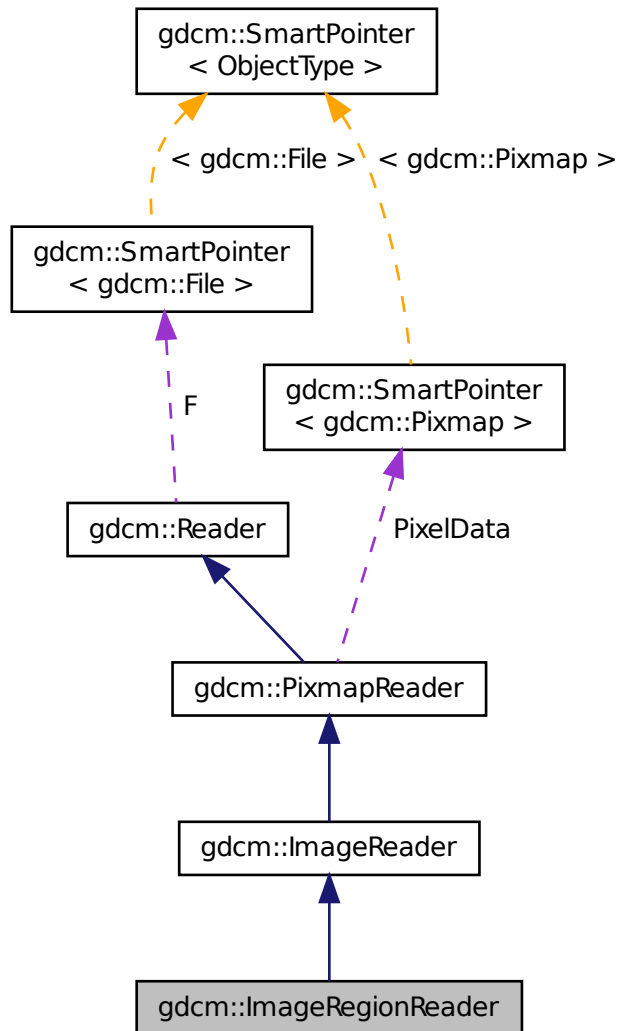 gdcm::SmartPointer
< ObjectType >
< gdcm::File >
< gdcm::Pixmap >
gdcm::SmartPointer
< gdcm::File >
gdcm::SmartPointer
< gdcm::Pixmap >
F
gdcm::Reader
PixelData
gdcm::PixmapReader
gdcm::ImageReader
gdcm::ImageRegionReader